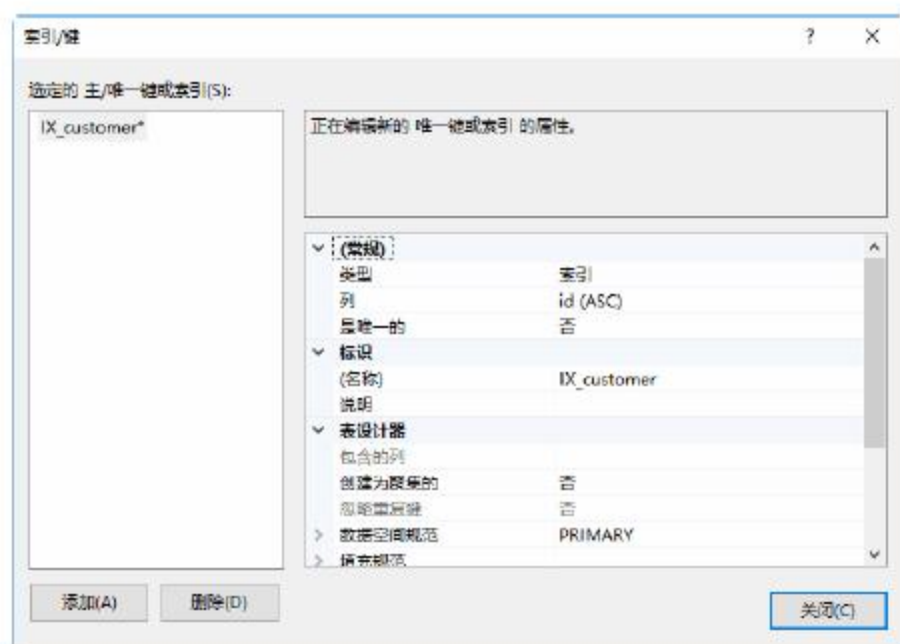 索引/键
选定的 主/唯一键或索引(S):
IX_customer*
正在编辑新的 唯一键或索引 的属性。
(常规)
类型 索引
列 id (ASC)
是唯一的 否
标识
(名称) IX_customer
说明
表设计器
包含的列
创建为聚集的 否
忽略重复键 否
数据空间规范 PRIMARY
填充规范
添加(A)
删除(D)
关闭(C)